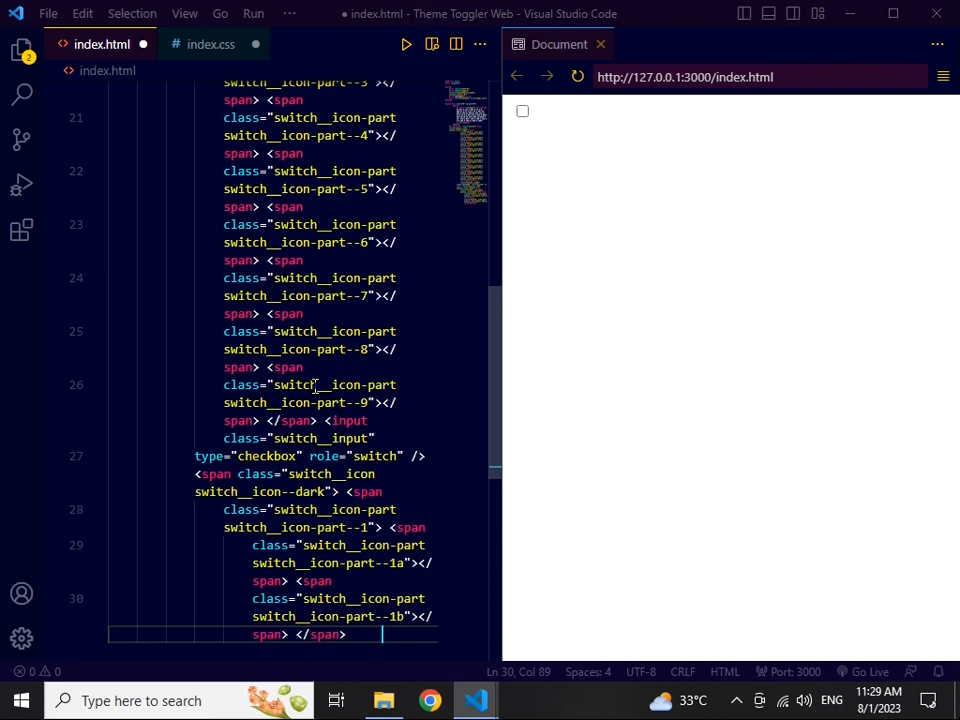 File Edit Selection View Go Run ··· ● index.html - Theme Toggler Web - Visual Studio Code
<> index.html ● # index.css ●
Document ×
<> index.html
http://127.0.0.1:3000/index.html
2
switch__icon-part--3"></
span> <span
21 class="switch__icon-part
switch__icon-part--4"></
span> <span
22 class="switch__icon-part
switch__icon-part--5"></
span> <span
23 class="switch__icon-part
switch__icon-part--6"></
span> <span
24 class="switch__icon-part
switch__icon-part--7"></
span> <span
25 class="switch__icon-part
switch__icon-part--8"></
span> <span
26 class="switch__icon-part
switch__icon-part--9"></
span> </span> <input
class="switch__input"
27 type="checkbox" role="switch" />
<span class="switch__icon
switch__icon--dark"> <span
28 class="switch__icon-part
switch__icon-part--1"> <span
29 class="switch__icon-part
switch__icon-part--1a"></
span> <span
30 class="switch__icon-part
switch__icon-part--1b"></
span> </span>
0 0 Ln 30, Col 89 Spaces: 4 UTF-8 CRLF HTML Port: 3000 Go Live
Type here to search 33°C ENG 11:29 AM
8/1/2023